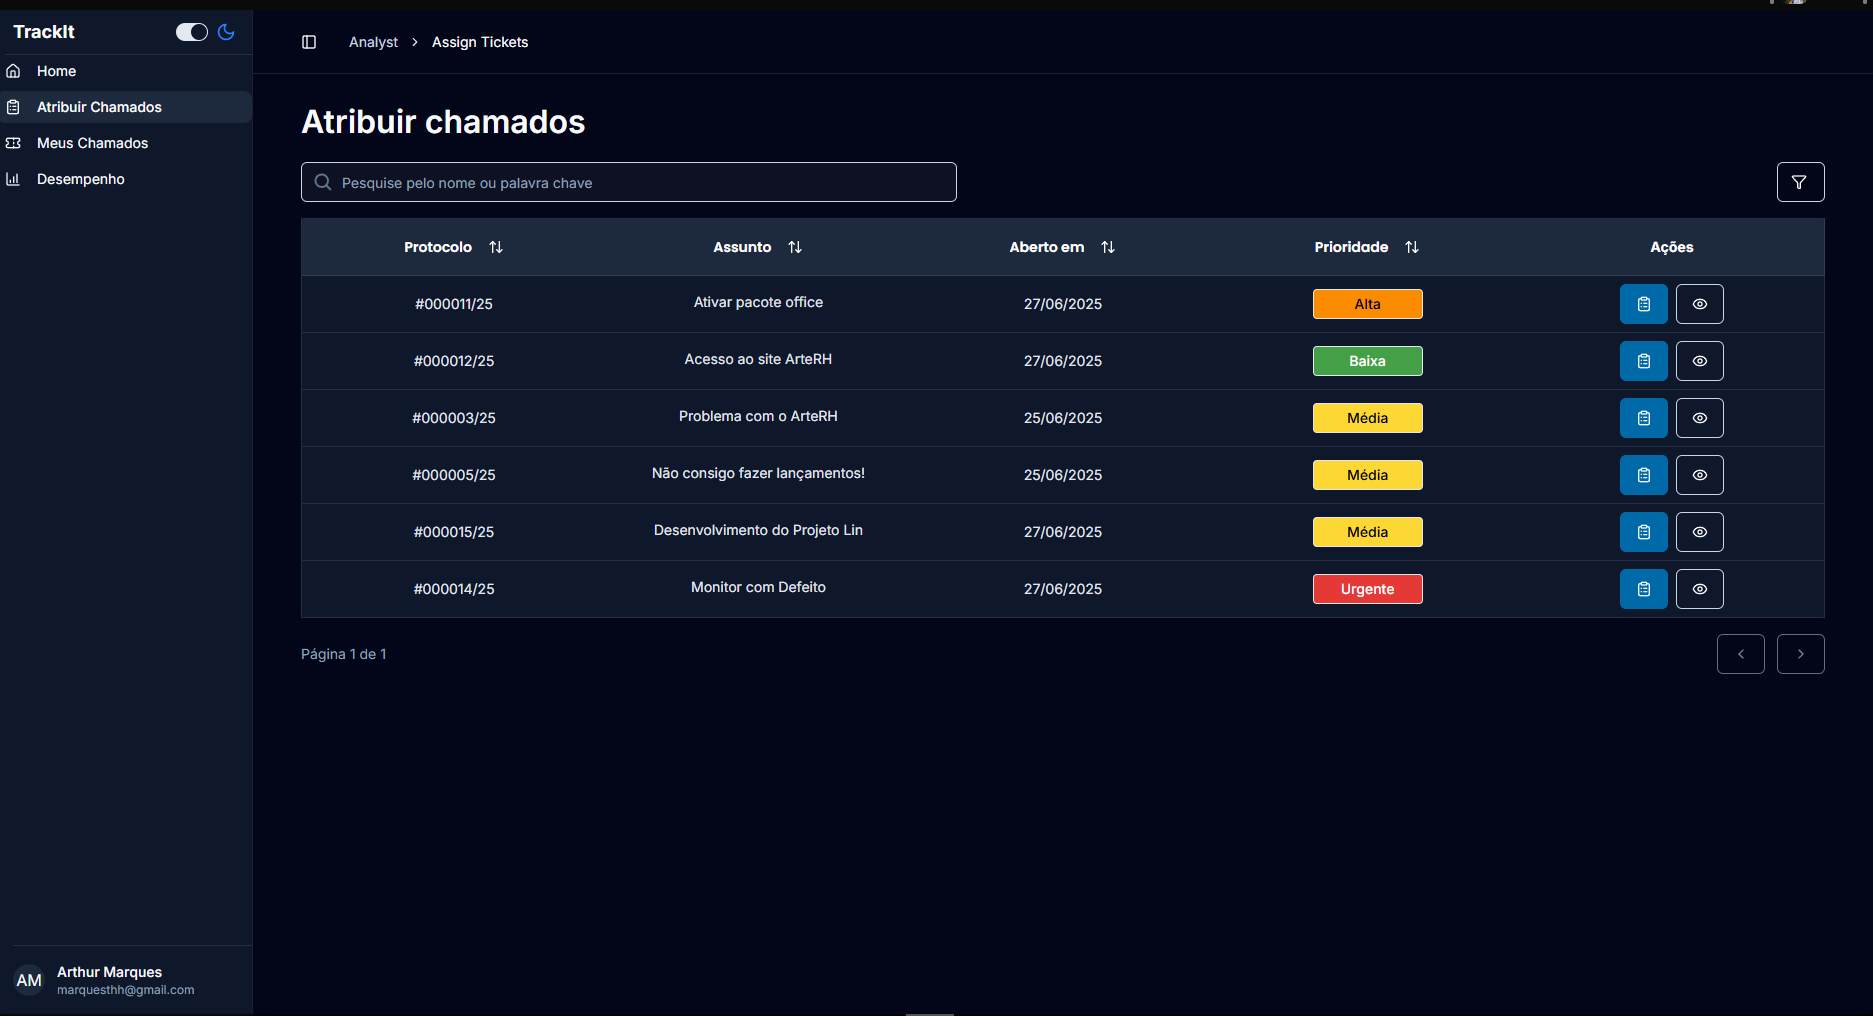 TrackIt
Home
Atribuir Chamados
Meus Chamados
Desempenho
Analyst > Assign Tickets
Atribuir chamados
Pesquise pelo nome ou palavra chave
Protocolo Assunto Aberto em Prioridade Ações
#000011/25 Ativar pacote office 27/06/2025 Alta
#000012/25 Acesso ao site ArteRH 27/06/2025 Baixa
#000003/25 Problema com o ArteRH 25/06/2025 Média
#000005/25 Não consigo fazer lançamentos! 25/06/2025 Média
#000015/25 Desenvolvimento do Projeto Lin 27/06/2025 Média
#000014/25 Monitor com Defeito 27/06/2025 Urgente
Página 1 de 1
AM
Arthur Marques
marquesthh@gmail.com